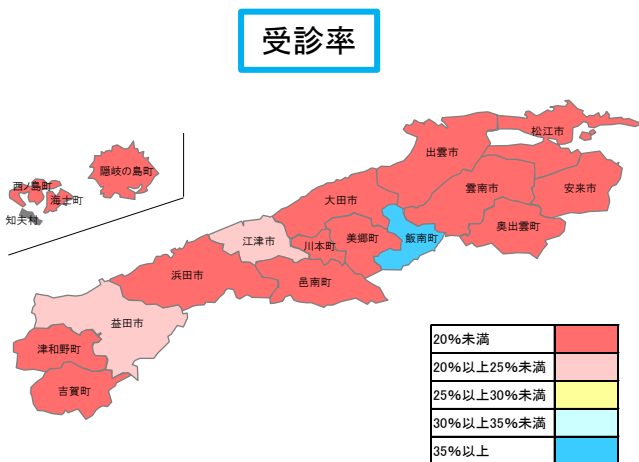 受診率
松江市
出雲市
隠岐の島町
西ノ島町
海士町
安来市
雲南市
大田市
知夫村
奥出雲町
飯南町
美郷町
江津市
川本町
浜田市
邑南町
益田市
津和野町
吉賀町
20%未満
20%以上25%未満
25%以上30%未満
30%以上35%未満
35%以上